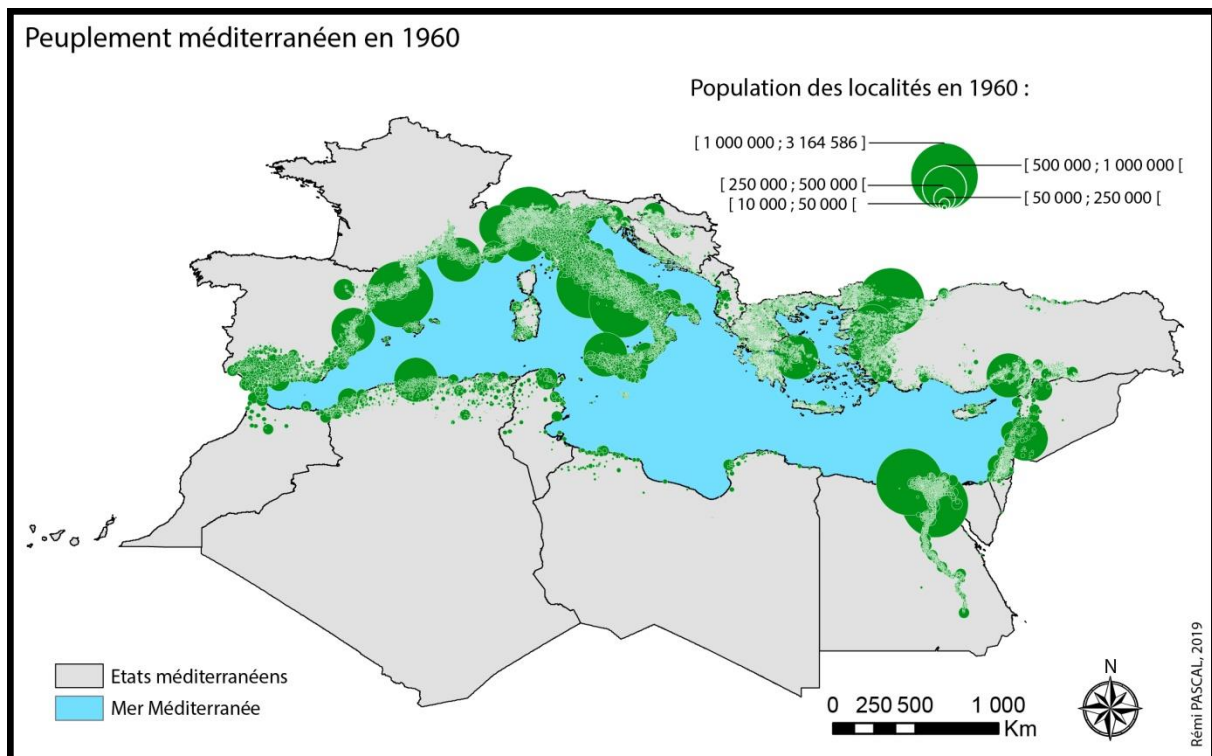 Peuplement méditerranéen en 1960
Population des localités en 1960 :
[ 1 000 000 ; 3 164 586 ]
[ 500 000 ; 1 000 000 [
[ 250 000 ; 500 000 [
[ 50 000 ; 250 000 [
[ 10 000 ; 50 000 [
Etats méditerranéens
Mer Méditerranée
0 250 500 1 000
Km
N
Rémi PASCAL, 2019